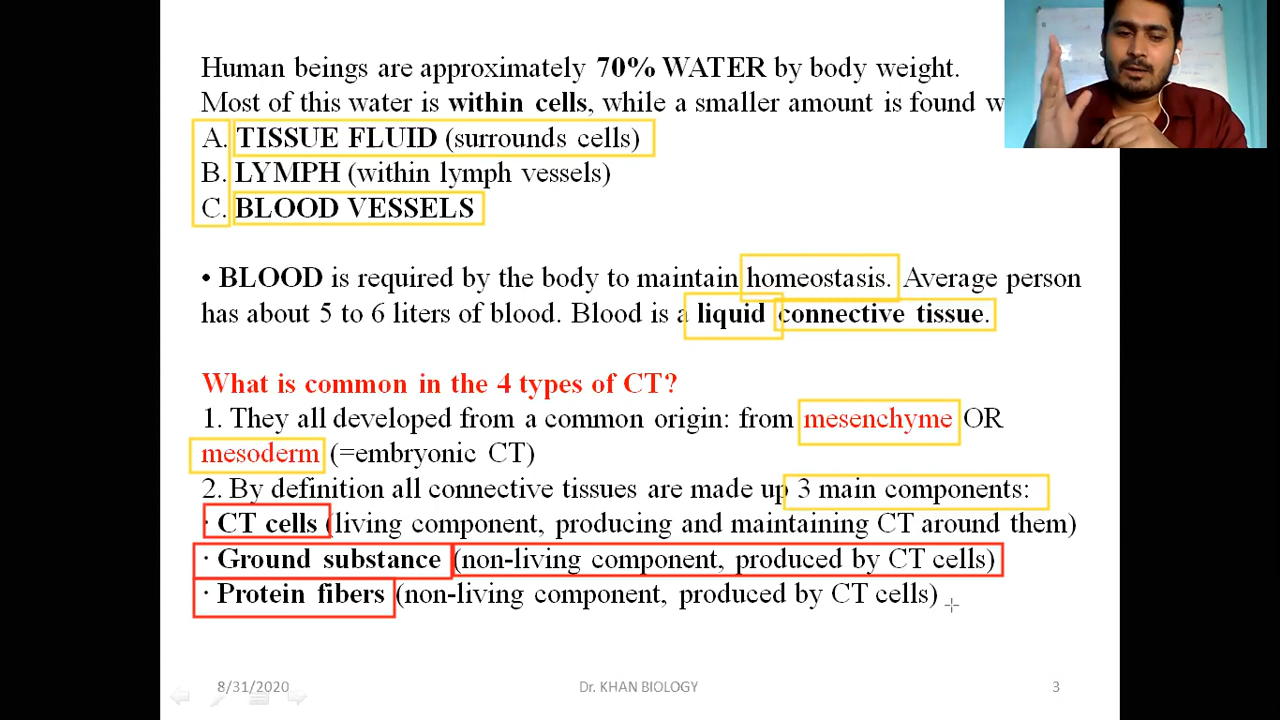 Human beings are approximately 70% WATER by body weight.
Most of this water is within cells, while a smaller amount is found w
A. TISSUE FLUID (surrounds cells)
B. LYMPH (within lymph vessels)
C. BLOOD VESSELS
• BLOOD is required by the body to maintain homeostasis. Average person
has about 5 to 6 liters of blood. Blood is a liquid connective tissue.
What is common in the 4 types of CT?
1. They all developed from a common origin: from mesenchyme OR
mesoderm (=embryonic CT)
2. By definition all connective tissues are made up 3 main components:
· CT cells (living component, producing and maintaining CT around them)
· Ground substance (non-living component, produced by CT cells)
· Protein fibers (non-living component, produced by CT cells)
8/31/2020 Dr. KHAN BIOLOGY 3